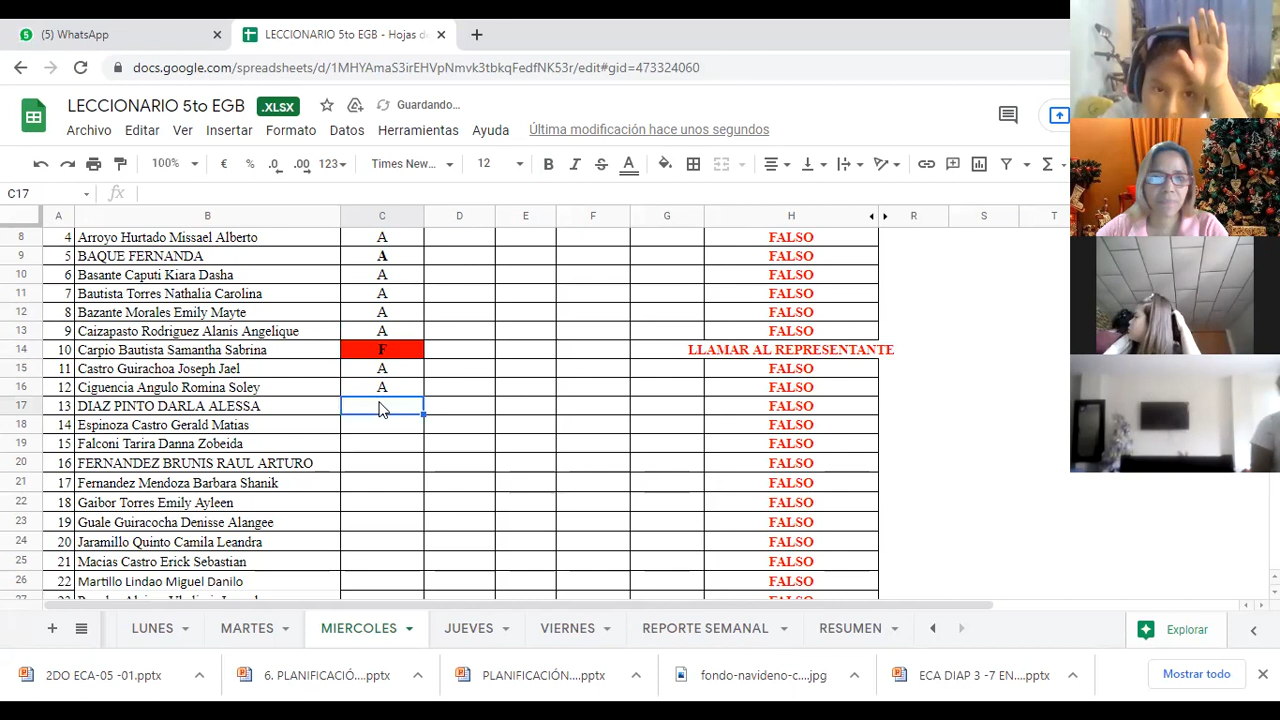 (5) WhatsApp
LECCIONARIO 5to EGB - Hojas de
docs.google.com/spreadsheets/d/1MHYAmaS3irEHVpNmvk3tbkqFedfNK53r/edit#gid=473324060
LECCIONARIO 5to EGB .XLSX Guardando…
Archivo Editar Ver Insertar Formato Datos Herramientas Ayuda Última modificación hace unos segundos
100% € % .0 .00 123 Times New... 12 B I S A
C17 fx
A B C D E F G H R S T
8 4 Arroyo Hurtado Missael Alberto A FALSO
9 5 BAQUE FERNANDA A FALSO
10 6 Basante Caputi Kiara Dasha A FALSO
11 7 Bautista Torres Nathalia Carolina A FALSO
12 8 Bazante Morales Emily Mayte A FALSO
13 9 Caizapasto Rodriguez Alanis Angelique A FALSO
14 10 Carpio Bautista Samantha Sabrina F LLAMAR AL REPRESENTANTE
15 11 Castro Guirachoa Joseph Jael A FALSO
16 12 Ciguencia Angulo Romina Soley A FALSO
17 13 DIAZ PINTO DARLA ALESSA FALSO
18 14 Espinoza Castro Gerald Matias FALSO
19 15 Falconi Tarira Danna Zobeida FALSO
20 16 FERNANDEZ BRUNIS RAUL ARTURO FALSO
21 17 Fernandez Mendoza Barbara Shanik FALSO
22 18 Gaibor Torres Emily Ayleen FALSO
23 19 Guale Guiracocha Denisse Alangee FALSO
24 20 Jaramillo Quinto Camila Leandra FALSO
25 21 Macias Castro Erick Sebastian FALSO
26 22 Martillo Lindao Miguel Danilo FALSO
LUNES MARTES MIERCOLES JUEVES VIERNES REPORTE SEMANAL RESUMEN Explorar
2DO ECA-05 -01.pptx 6. PLANIFICACIÓ....pptx PLANIFICACIÓN....pptx fondo-navideno-c....jpg ECA DIAP 3 -7 EN....pptx Mostrar todo